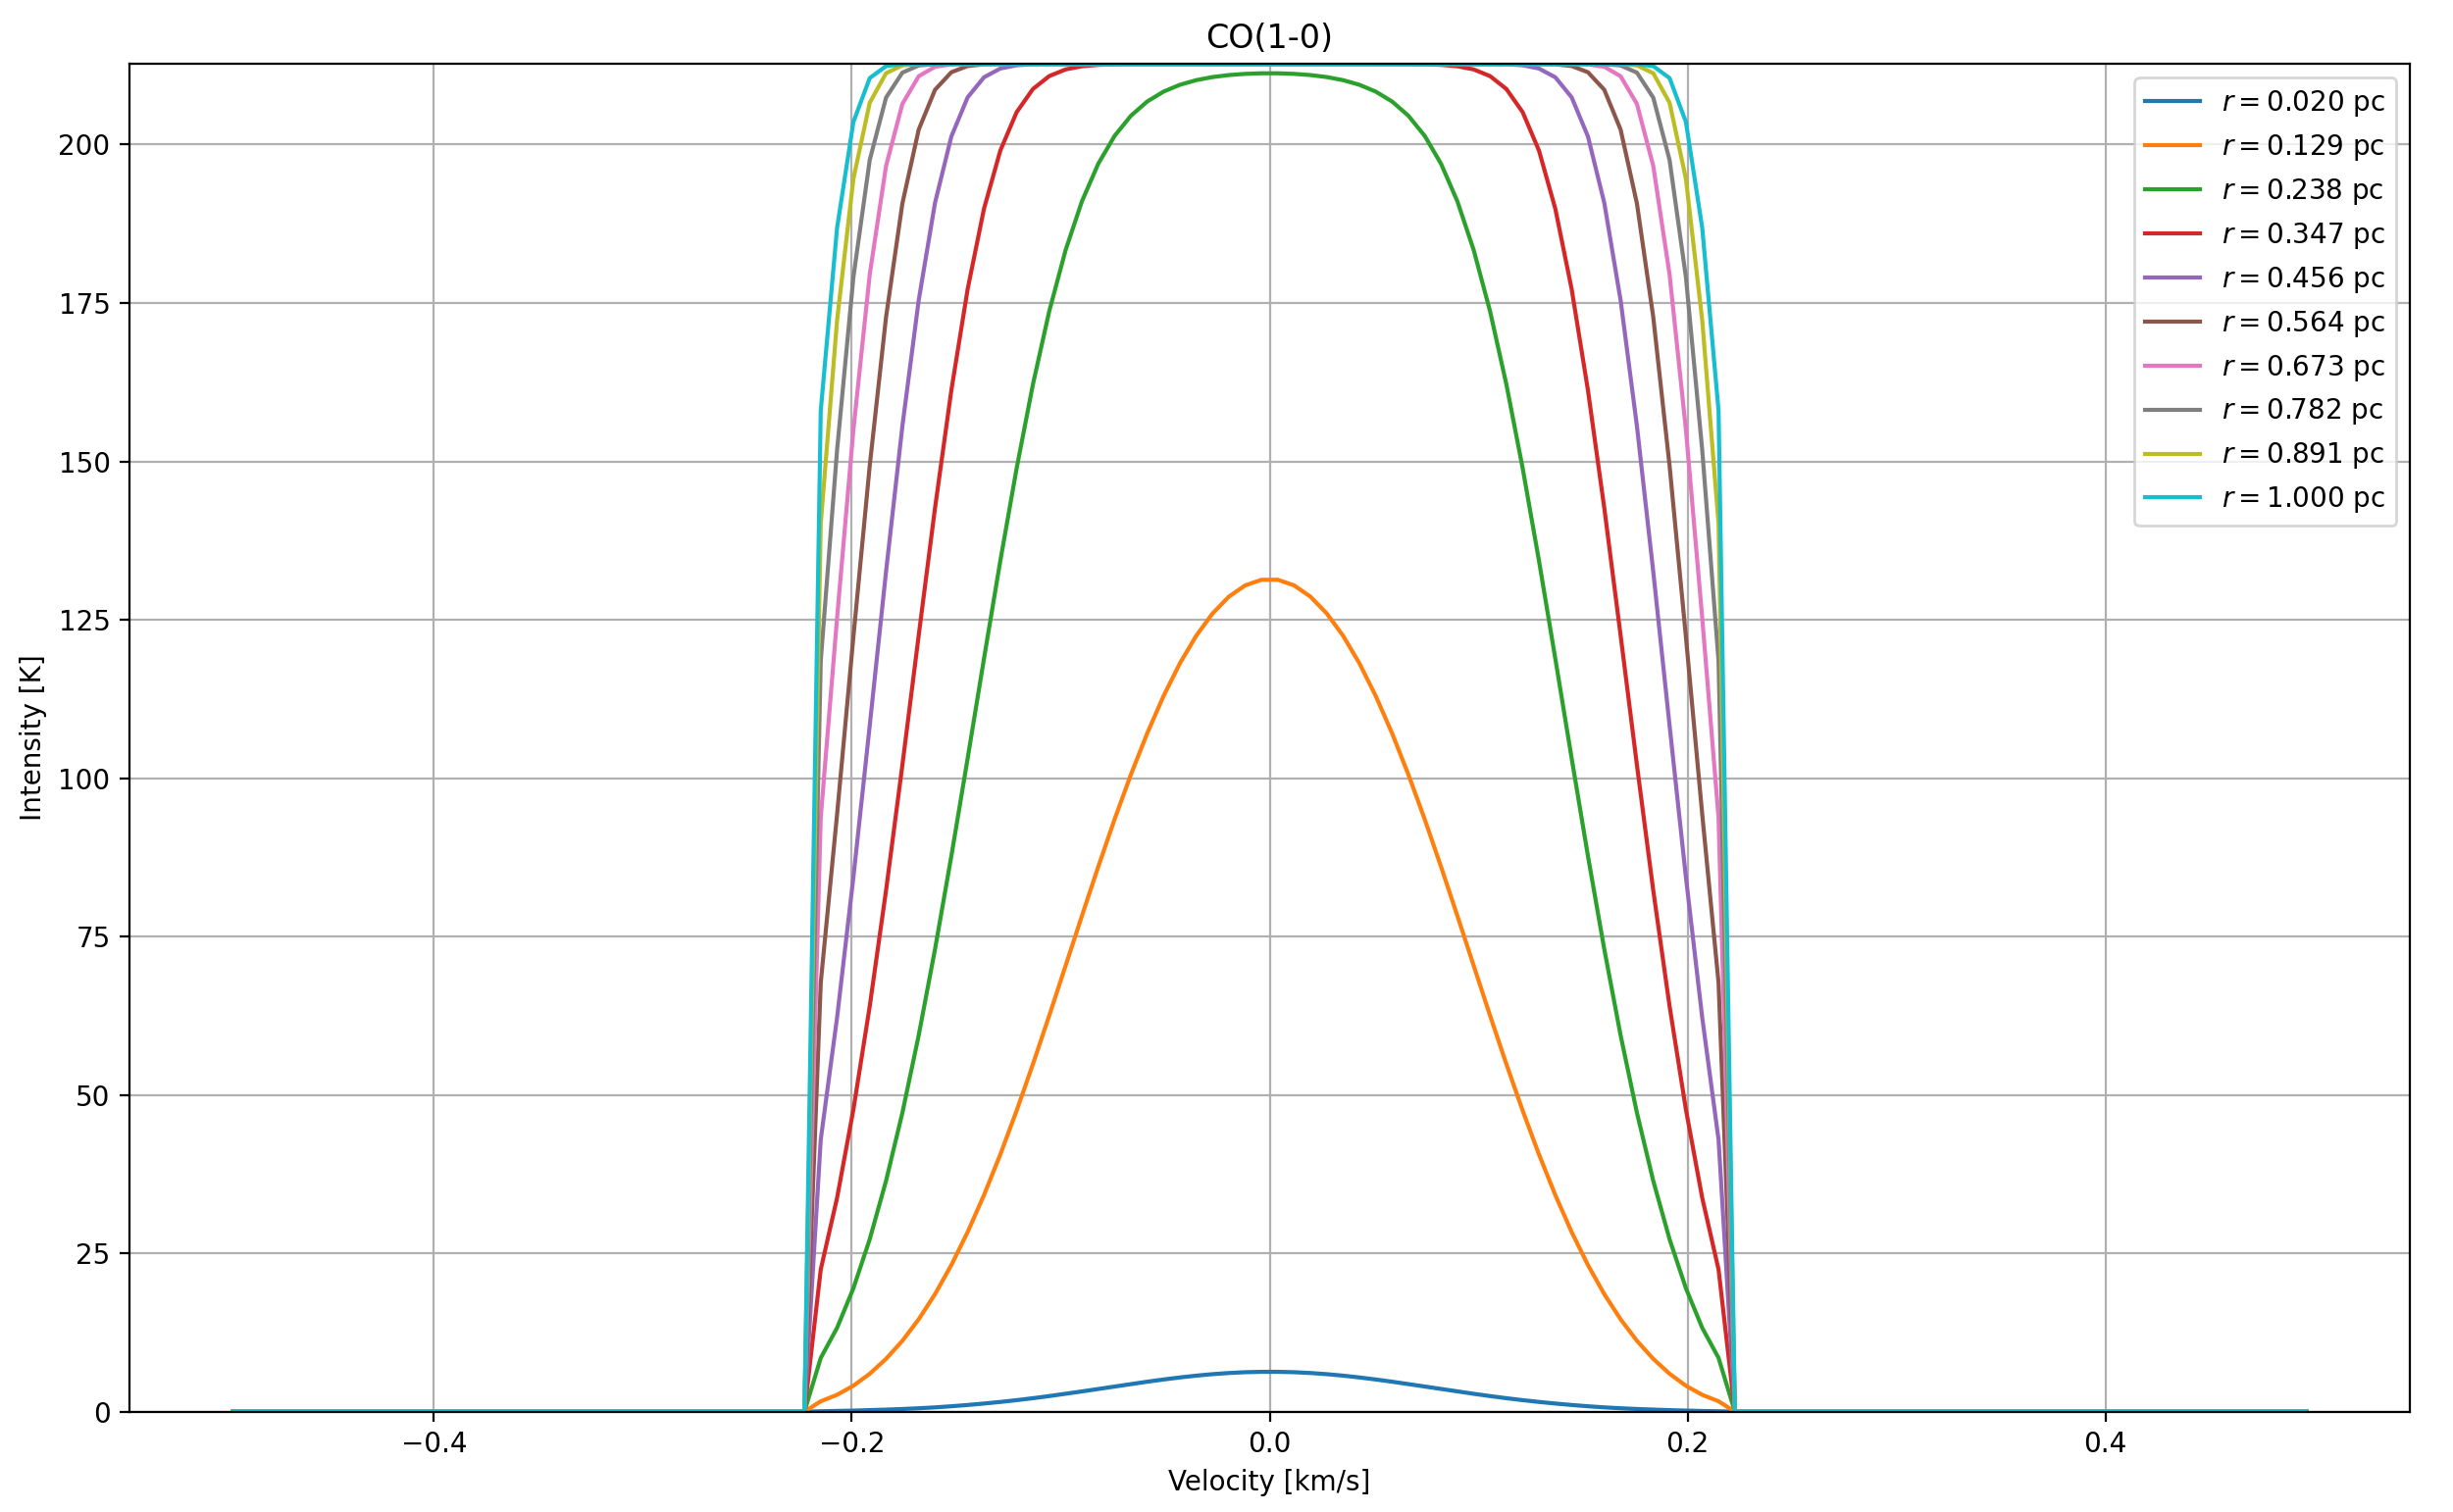 CO(1-0)
Intensity [K]
200
175
150
125
100
75
50
25
0
−0.4
−0.2
0.0
0.2
0.4
Velocity [km/s]
r = 0.020 pc
r = 0.129 pc
r = 0.238 pc
r = 0.347 pc
r = 0.456 pc
r = 0.564 pc
r = 0.673 pc
r = 0.782 pc
r = 0.891 pc
r = 1.000 pc